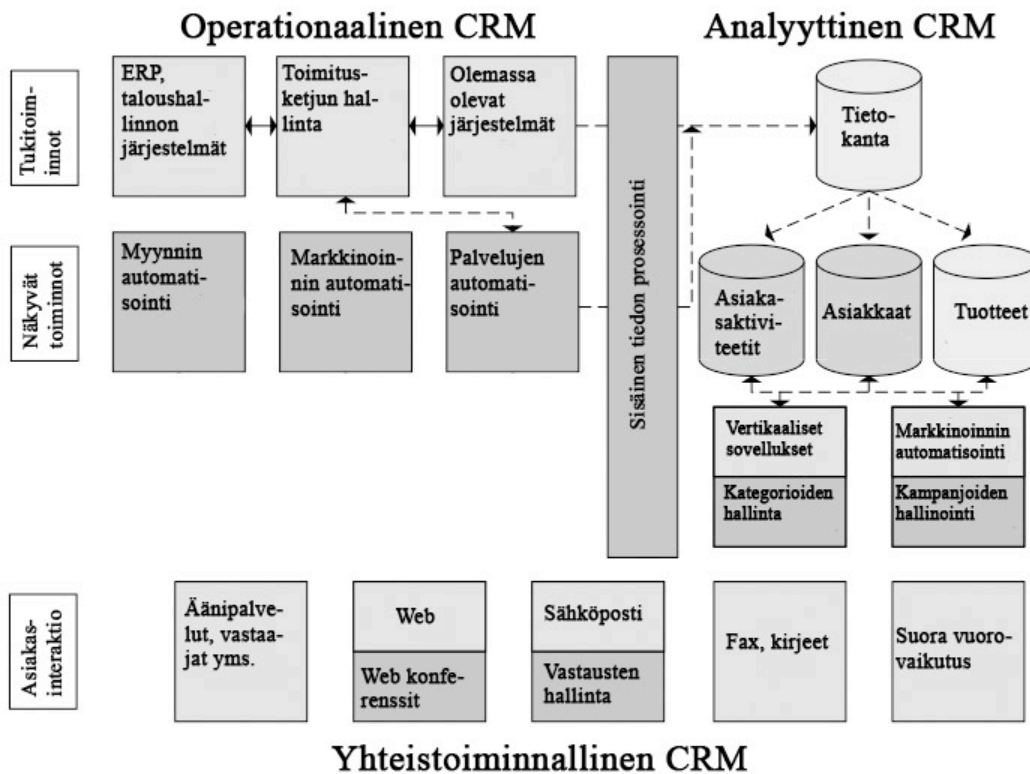 Operationaalinen CRM
Analyyttinen CRM
Tukitoim-
innot
ERP,
taloushal-
linnon
järjestelmät
Toimitus-
ketjun hal-
linta
Olemassa
olevat
järjestelmät
Tieto-
kanta
Sisäinen tiedon prosessointi
Näkyvät
toiminnot
Myynnin
automati-
sointi
Markkinoin-
nin automati-
sointi
Palvelujen
automati-
sointi
Asiaka-
saktivi-
teetit
Asiakkaat
Tuotteet
Vertikaaliset
sovellukset
Kategorioiden
hallinta
Markkinoinnin
automatisointi
Kampanjoiden
hallinointi
Asiakas-
interaktio
Äänipalve-
lut, vastaa-
jat yms.
Web
Web konfe-
renssit
Sähköposti
Vastausten
hallinta
Fax, kirjeet
Suora vuoro-
vaikutus
Yhteistoiminnallinen CRM